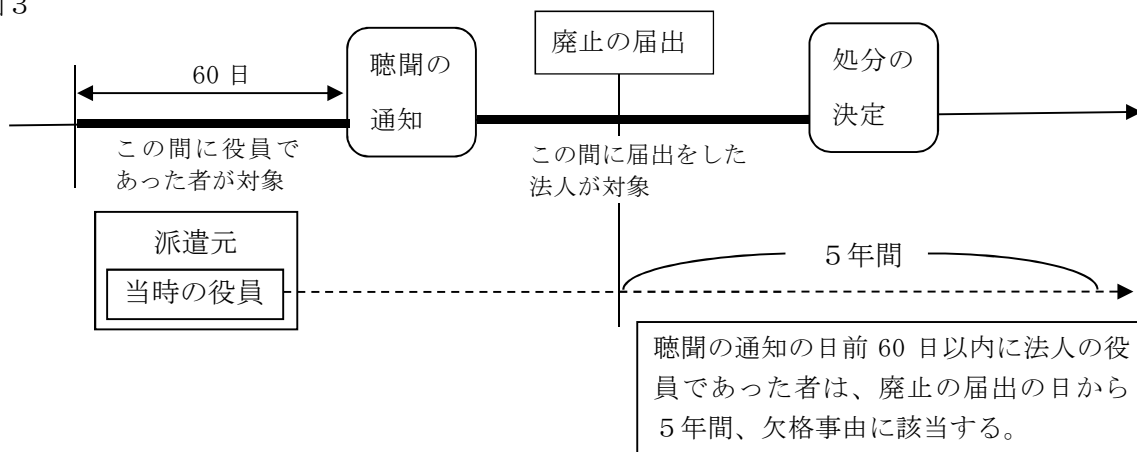 図3
60 日
聴聞の
通知
廃止の届出
処分の
決定
この間に役員で
あった者が対象
この間に届出をした
法人が対象
派遣元
当時の役員
５年間
聴聞の通知の日前 60 日以内に法人の役
員であった者は、廃止の届出の日から
５年間、欠格事由に該当する。